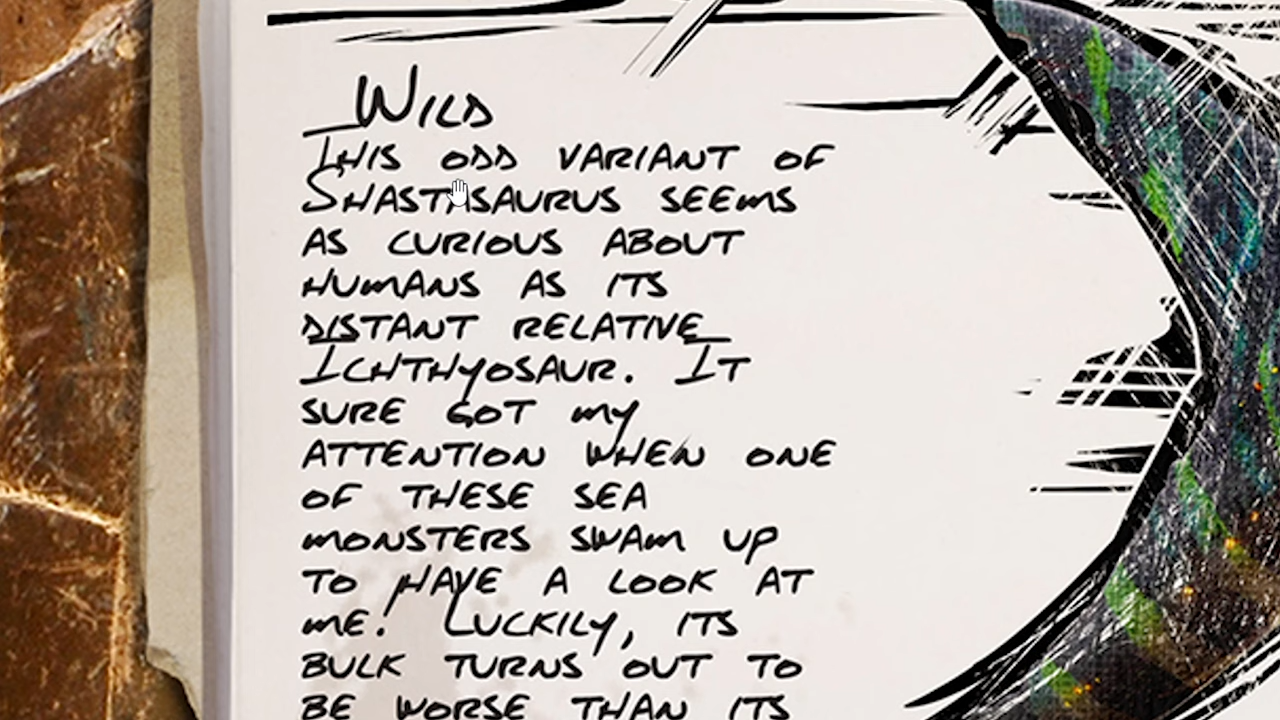 WILD
THIS ODD VARIANT OF
SHASTASAURUS SEEMS
AS CURIOUS ABOUT
HUMANS AS ITS
DISTANT RELATIVE
ICHTHYOSAUR. IT
SURE GOT MY
ATTENTION WHEN ONE
OF THESE SEA
MONSTERS SWAM UP
TO HAVE A LOOK AT
ME! LUCKILY, ITS
BULK TURNS OUT TO
BE WORSE THAN ITS